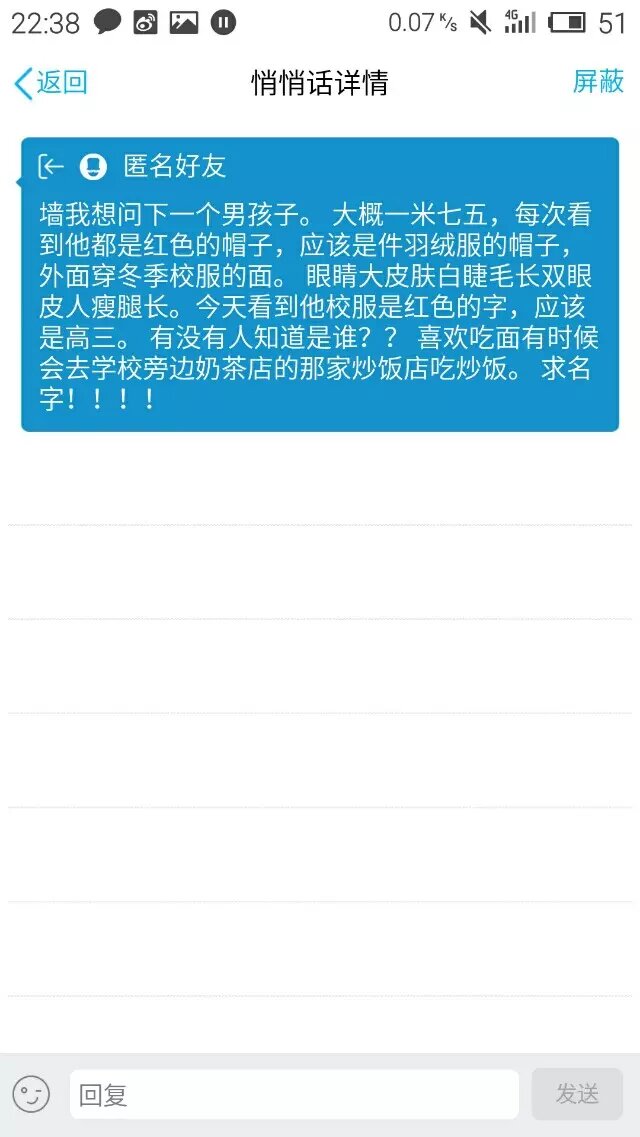 22:38 0.07 K/s 4G 51
返回 悄悄话详情 屏蔽
匿名好友
墙我想问下一个男孩子。 大概一米七五，每次看
到他都是红色的帽子，应该是件羽绒服的帽子，
外面穿冬季校服的面。 眼睛大皮肤白睫毛长双眼
皮人瘦腿长。今天看到他校服是红色的字，应该
是高三。 有没有人知道是谁？？ 喜欢吃面有时候
会去学校旁边奶茶店的那家炒饭店吃炒饭。 求名
字！！！！
回复 发送